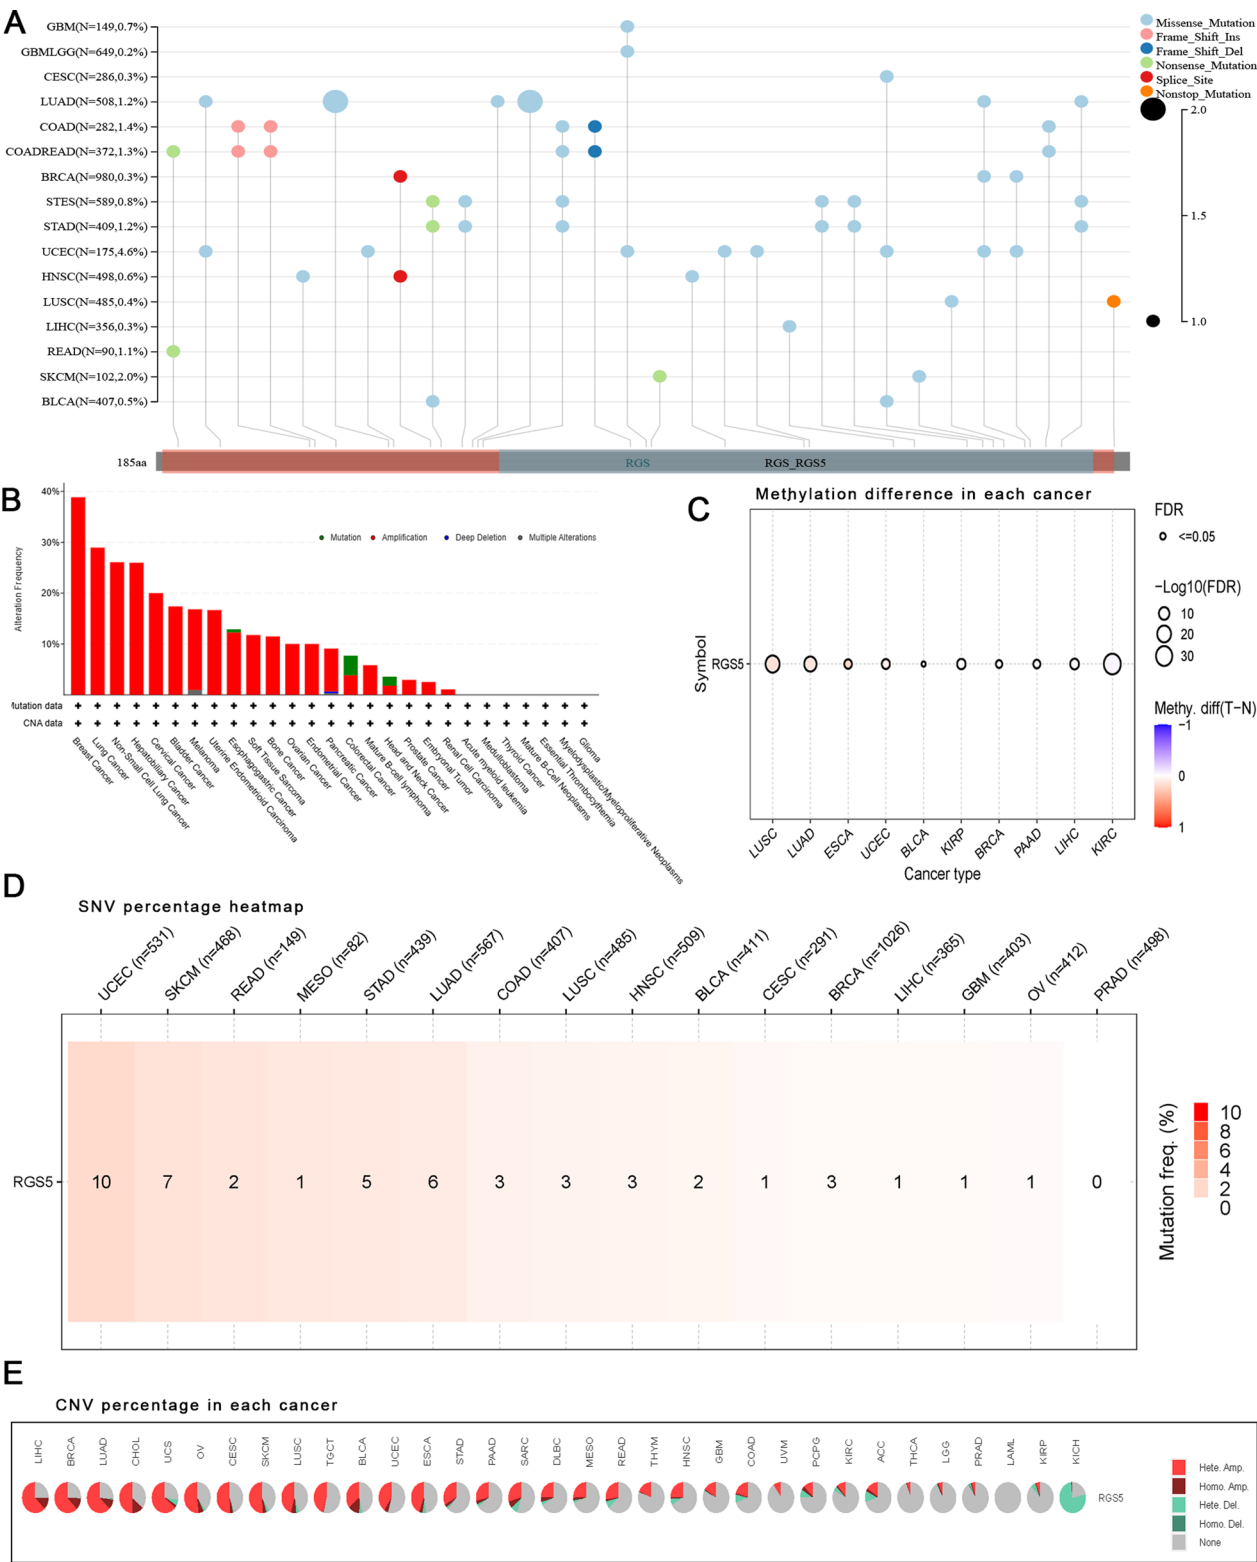 A
GBM(N=149,0.7%)
GBMLGG(N=649,0.2%)
CESC(N=286,0.3%)
LUAD(N=508,1.2%)
COAD(N=282,1.4%)
COADREAD(N=372,1.3%)
BRCA(N=980,0.3%)
STES(N=589,0.8%)
STAD(N=409,1.2%)
UCEC(N=175,4.6%)
HNSC(N=498,0.6%)
LUSC(N=485,0.4%)
LIHC(N=356,0.3%)
READ(N=90,1.1%)
SKCM(N=102,2.0%)
BLCA(N=407,0.5%)
185aa
RGS
RGS_RGS5
Missense_Mutation
Frame_Shift_Ins
Frame_Shift_Del
Nonsense_Mutation
Splice_Site
Nonstop_Mutation
2.0
1.5
1.0
B
Alteration Frequency
40%
30%
20%
10%
Mutation
Amplification
Deep Deletion
Multiple Alterations
Mutation data
CNA data
Breast Cancer
Lung Cancer
Non-Small Cell Lung Cancer
Hepatobiliary Cancer
Cervical Cancer
Bladder Cancer
Melanoma
Uterine Endometrioid Carcinoma
Esophagogastric Cancer
Soft Tissue Sarcoma
Bone Cancer
Ovarian Cancer
Endometrial Cancer
Pancreatic Cancer
Colorectal Cancer
Mature B-cell lymphoma
Head and Neck Cancer
Prostate Cancer
Embryonal Tumor
Renal Cell Carcinoma
Acute myeloid leukemia
Medulloblastoma
Thyroid Cancer
Mature B-Cell Neoplasms
Essential Thrombocythemia
Myelodysplastic/Myeloproliferative Neoplasms
Glioma
C
Methylation difference in each cancer
Symbol
RGS5
LUSC
LUAD
ESCA
UCEC
BLCA
KIRP
BRCA
PAAD
LIHC
KIRC
Cancer type
FDR
<=0.05
−Log10(FDR)
10
20
30
Methy. diff(T−N)
−1
0
1
D
SNV percentage heatmap
UCEC (n=531)
SKCM (n=468)
READ (n=149)
MESO (n=82)
STAD (n=439)
LUAD (n=567)
COAD (n=407)
LUSC (n=485)
HNSC (n=509)
BLCA (n=411)
CESC (n=291)
BRCA (n=1026)
LIHC (n=365)
GBM (n=403)
OV (n=412)
PRAD (n=498)
RGS5
10 7 2 1 5 6 3 3 3 2 1 3 1 1 1 0
Mutation freq. (%)
10
8
6
4
2
0
E
CNV percentage in each cancer
LIHC BRCA LUAD CHOL UCS OV CESC SKCM LUSC TGCT BLCA UCEC ESCA STAD PAAD SARC DLBC MESO READ THYM HNSC GBM COAD UVM PCPG KIRC ACC THCA LGG PRAD LAML KIRP KICH
RGS5
Hete. Amp.
Homo. Amp.
Hete. Del.
Homo. Del.
None